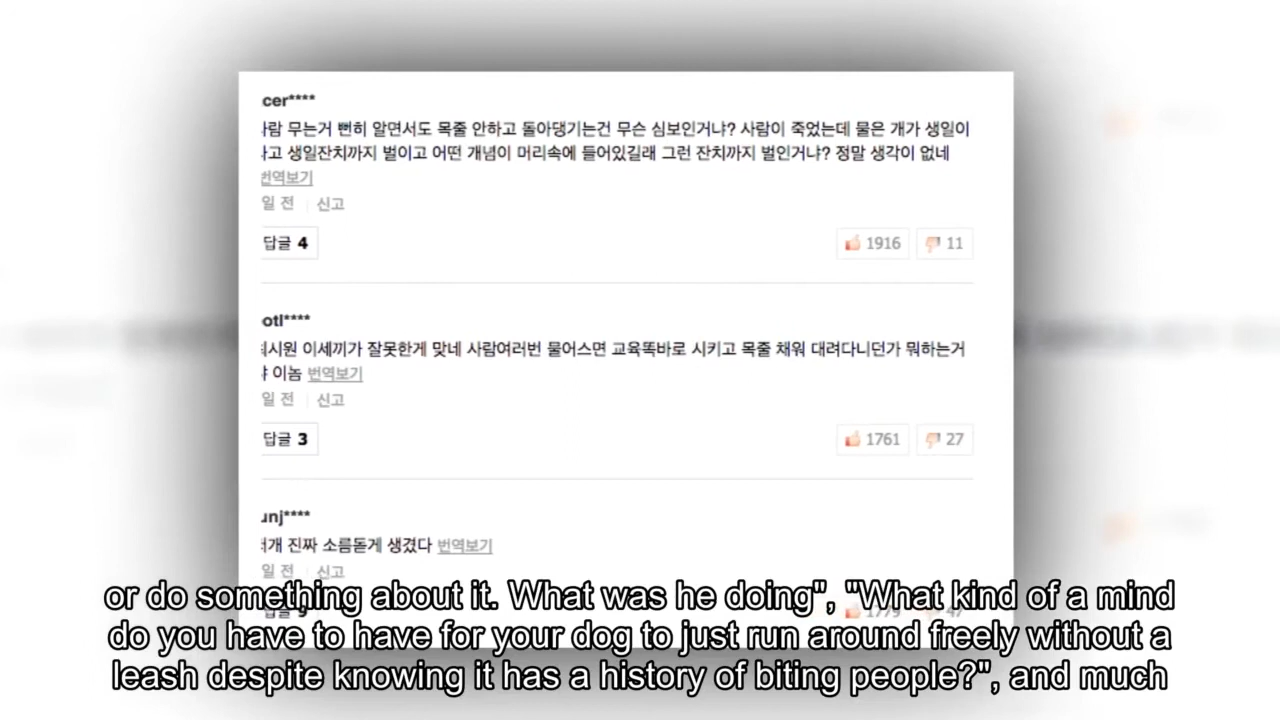 cer****
람 무는거 뻔히 알면서도 목줄 안하고 돌아댕기는건 무슨 심보인거냐? 사람이 죽었는데 물은 개가 생일이
고 생일잔치까지 벌이고 어떤 개념이 머리속에 들어있길래 그런 잔치까지 벌인거냐? 정말 생각이 없네
번역보기
일 전 신고
답글 4 1916 11
otl****
시원 이세끼가 잘못한게 맞네 사람여러번 물어스면 교육똑바로 시키고 목줄 채워 대려다니던가 뭐하는거
이놈 번역보기
일 전 신고
답글 3 1761 27
unj****
개 진짜 소름돋게 생겼다 번역보기
일 전 신고
답글 9 1779 47
or do something about it. What was he doing", "What kind of a mind
do you have to have for your dog to just run around freely without a
leash despite knowing it has a history of biting people?", and much